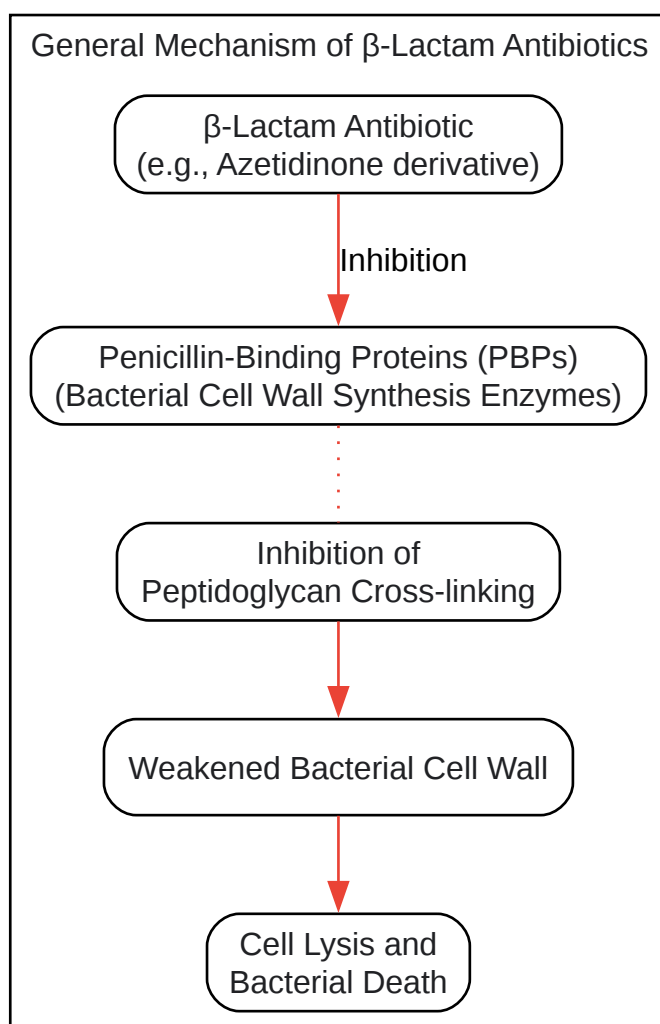 General Mechanism of β-Lactam Antibiotics
β-Lactam Antibiotic
(e.g., Azetidinone derivative)
Inhibition
Penicillin-Binding Proteins (PBPs)
(Bacterial Cell Wall Synthesis Enzymes)
Inhibition of
Peptidoglycan Cross-linking
Weakened Bacterial Cell Wall
Cell Lysis and
Bacterial Death